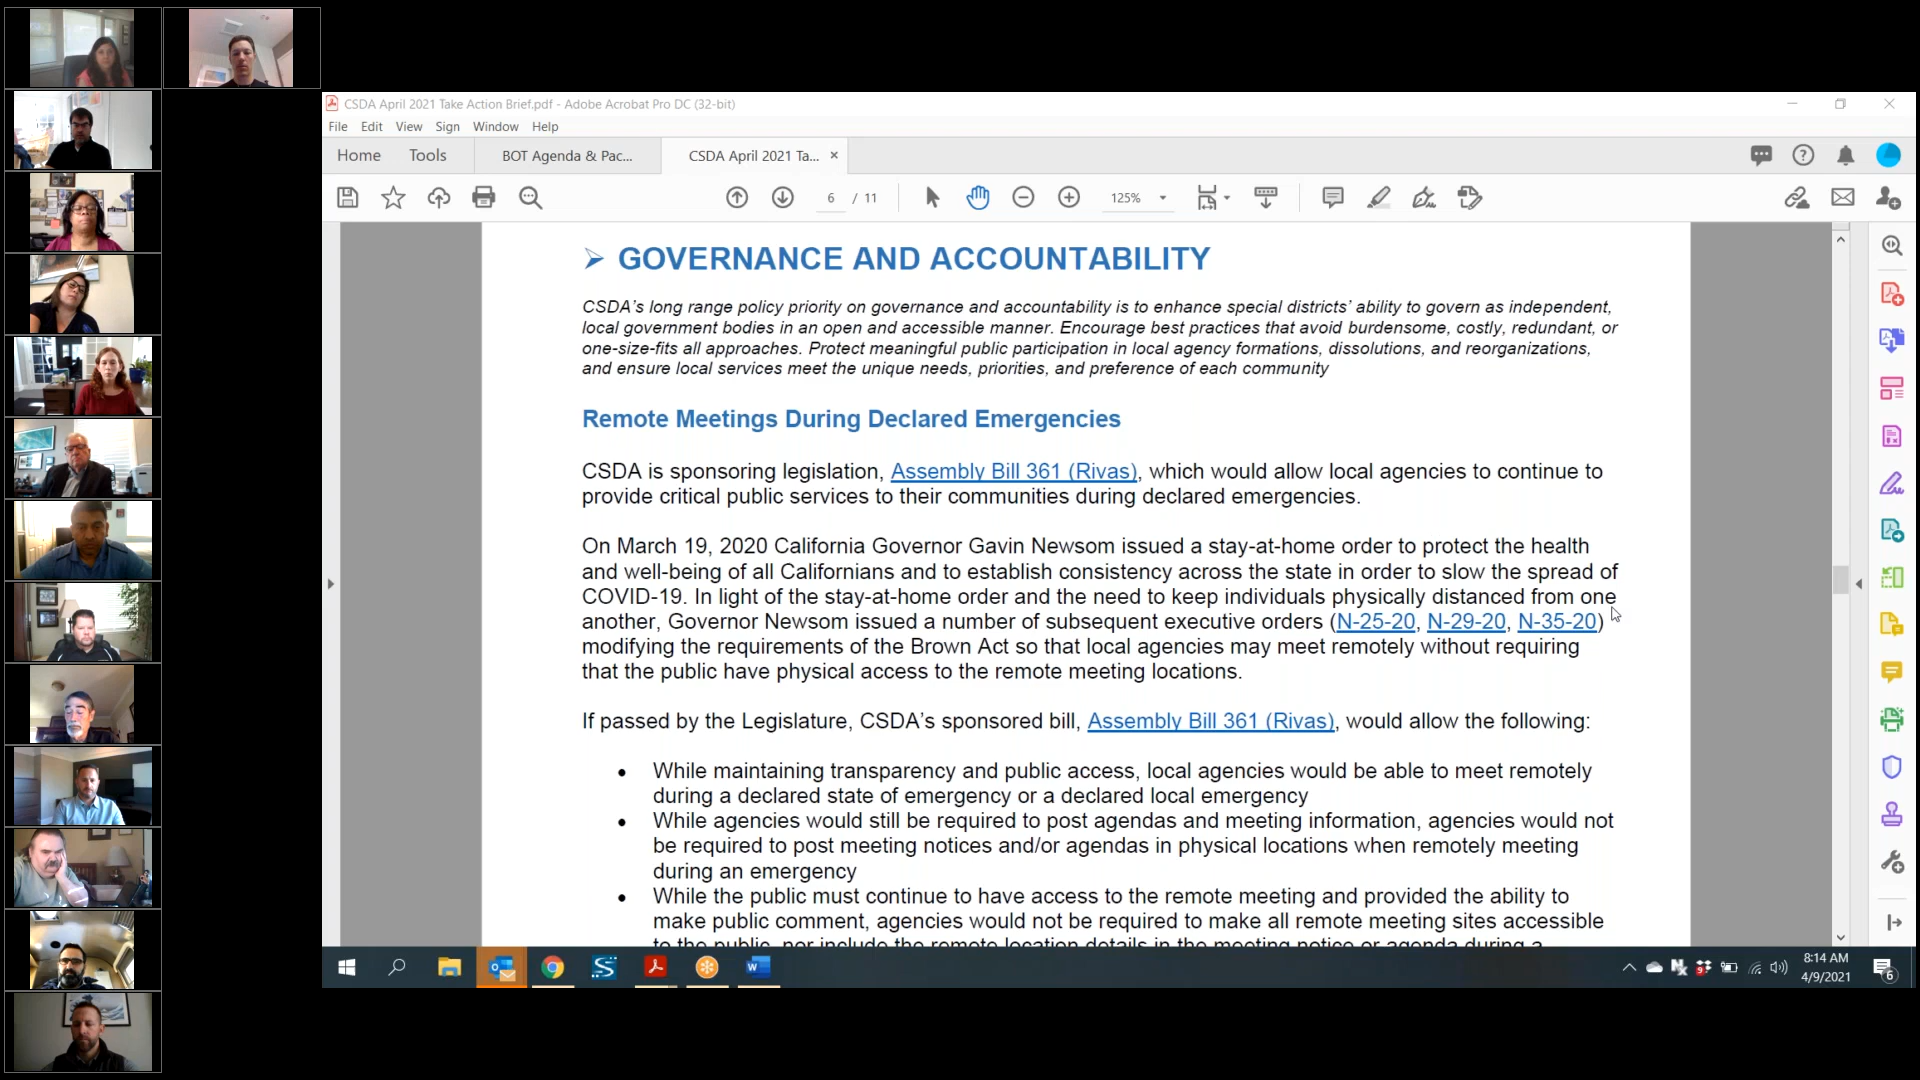 CSDA April 2021 Take Action Brief.pdf - Adobe Acrobat Pro DC (32-bit)
File Edit View Sign Window Help
Home Tools BOT Agenda & Pac... CSDA April 2021 Ta... ×
6 / 11 125%
➢ GOVERNANCE AND ACCOUNTABILITY
CSDA's long range policy priority on governance and accountability is to enhance special districts' ability to govern as independent,
local government bodies in an open and accessible manner. Encourage best practices that avoid burdensome, costly, redundant, or
one-size-fits all approaches. Protect meaningful public participation in local agency formations, dissolutions, and reorganizations,
and ensure local services meet the unique needs, priorities, and preference of each community
Remote Meetings During Declared Emergencies
CSDA is sponsoring legislation, Assembly Bill 361 (Rivas), which would allow local agencies to continue to
provide critical public services to their communities during declared emergencies.
On March 19, 2020 California Governor Gavin Newsom issued a stay-at-home order to protect the health
and well-being of all Californians and to establish consistency across the state in order to slow the spread of
COVID-19. In light of the stay-at-home order and the need to keep individuals physically distanced from one
another, Governor Newsom issued a number of subsequent executive orders (N-25-20, N-29-20, N-35-20)
modifying the requirements of the Brown Act so that local agencies may meet remotely without requiring
that the public have physical access to the remote meeting locations.
If passed by the Legislature, CSDA's sponsored bill, Assembly Bill 361 (Rivas), would allow the following:
• While maintaining transparency and public access, local agencies would be able to meet remotely
during a declared state of emergency or a declared local emergency
• While agencies would still be required to post agendas and meeting information, agencies would not
be required to post meeting notices and/or agendas in physical locations when remotely meeting
during an emergency
• While the public must continue to have access to the remote meeting and provided the ability to
make public comment, agencies would not be required to make all remote meeting sites accessible
to the public, nor include the remote location details in the meeting notice or agenda during a
8:14 AM
4/9/2021
6